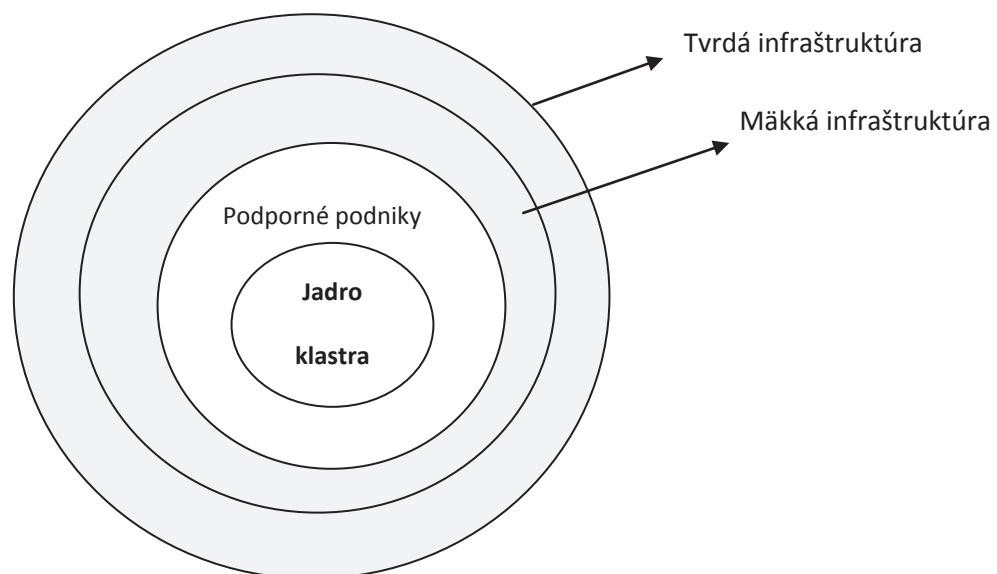 Tvrdá infraštruktúra
Mäkká infraštruktúra
Podporné podniky
Jadro
klastra